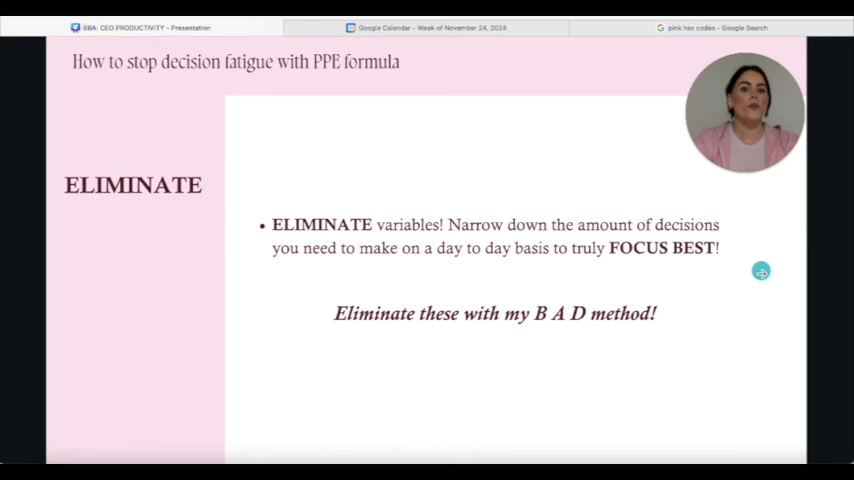 BBA: CEO PRODUCTIVITY - Presentation
Google Calendar - Week of November 24, 2024
pink hex codes - Google Search
How to stop decision fatigue with PPE formula
ELIMINATE
• ELIMINATE variables! Narrow down the amount of decisions
you need to make on a day to day basis to truly FOCUS BEST!
Eliminate these with my B A D method!